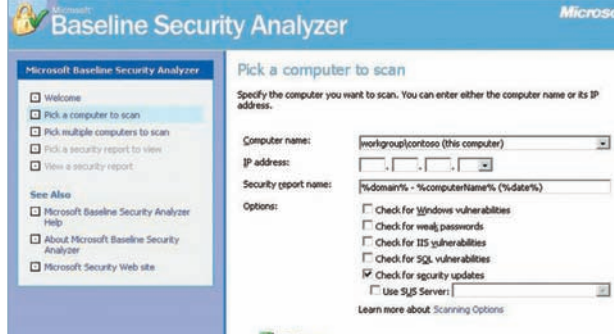 Microsoft
Baseline Security Analyzer
Microsoft Baseline Security Analyzer
Welcome
Pick a computer to scan
Pick multiple computers to scan
Pick a security report to view
View a security report
See Also
Microsoft Baseline Security Analyzer
Help
About Microsoft Baseline Security
Analyzer
Microsoft Security Web site
Pick a computer to scan
Specify the computer you want to scan. You can enter either the computer name or its IP
address.
Computer name:
workgroup\contoso (this computer)
IP address:
. . .
Security report name:
%domain% - %computerName% (%date%)
Options:
Check for Windows vulnerabilities
Check for weak passwords
Check for IIS vulnerabilities
Check for SQL vulnerabilities
Check for security updates
Use SUS Server:
Learn more about Scanning Options